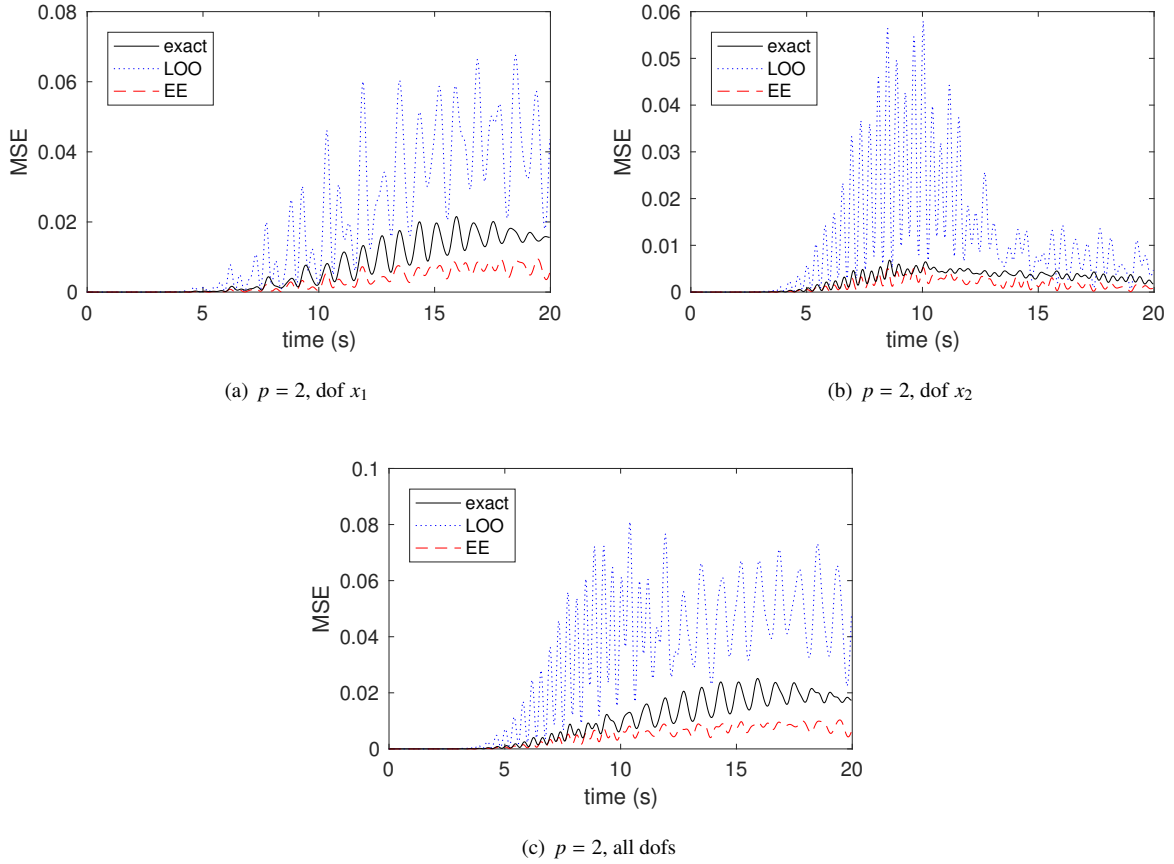 0.08
0.06
0.04
0.02
0
MSE
exact
LOO
EE
0 5 10 15 20
time (s)
(a) p = 2, dof x₁
0.06
0.05
0.04
0.03
0.02
0.01
0
MSE
exact
LOO
EE
0 5 10 15 20
time (s)
(b) p = 2, dof x₂
0.1
0.08
0.06
0.04
0.02
0
MSE
exact
LOO
EE
0 5 10 15 20
time (s)
(c) p = 2, all dofs